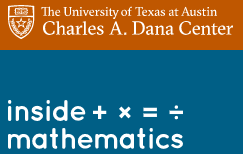 The University of Texas at Austin
Charles A. Dana Center
inside + × = ÷
mathematics